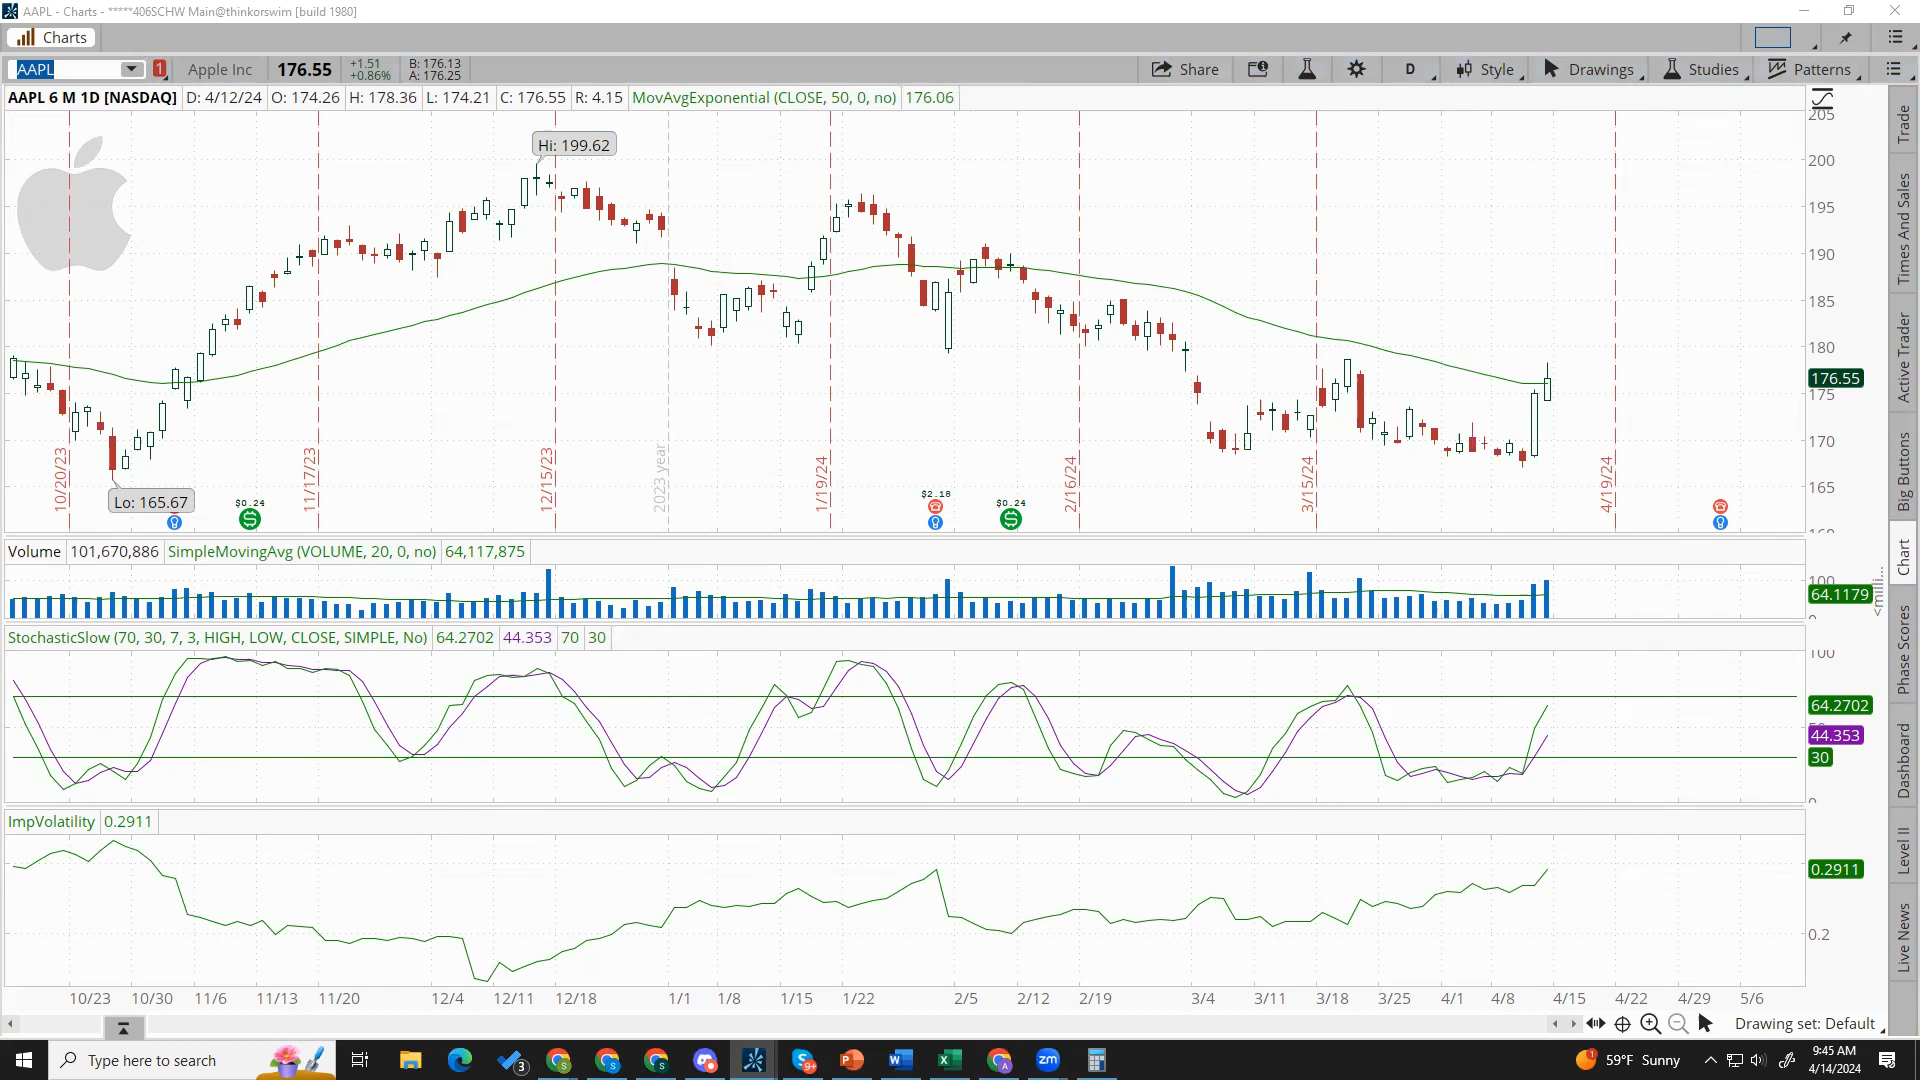 AAPL - Charts - *****406SCHW Main@thinkorswim [build 1980]
Charts
AAPL 1 Apple Inc 176.55 +1.51 +0.86% B: 176.13 A: 176.25 Share D Style Drawings Studies Patterns
AAPL 6 M 1D [NASDAQ] D: 4/12/24 O: 174.26 H: 178.36 L: 174.21 C: 176.55 R: 4.15 MovAvgExponential (CLOSE, 50, 0, no) 176.06
205
Hi: 199.62
200
195
190
185
180
176.55
175
170
165
Lo: 165.67
10/20/23 11/17/23 12/15/23 2023 year 1/19/24 2/16/24 3/15/24 4/19/24
$0.24 $2.18 $0.24
Volume 101,670,886 SimpleMovingAvg (VOLUME, 20, 0, no) 64,117,875
100
64.1179
<mill...
StochasticSlow (70, 30, 7, 3, HIGH, LOW, CLOSE, SIMPLE, No) 64.2702 44.353 70 30
100
64.2702
44.353
30
0
ImpVolatility 0.2911
0.2911
0.2
10/23 10/30 11/6 11/13 11/20 12/4 12/11 12/18 1/1 1/8 1/15 1/22 2/5 2/12 2/19 3/4 3/11 3/18 3/25 4/1 4/8 4/15 4/22 4/29 5/6
Drawing set: Default
Trade
Times And Sales
Active Trader
Big Buttons
Chart
Phase Scores
Dashboard
Level II
Live News
Type here to search
3
9+
59°F Sunny
9:45 AM
4/14/2024